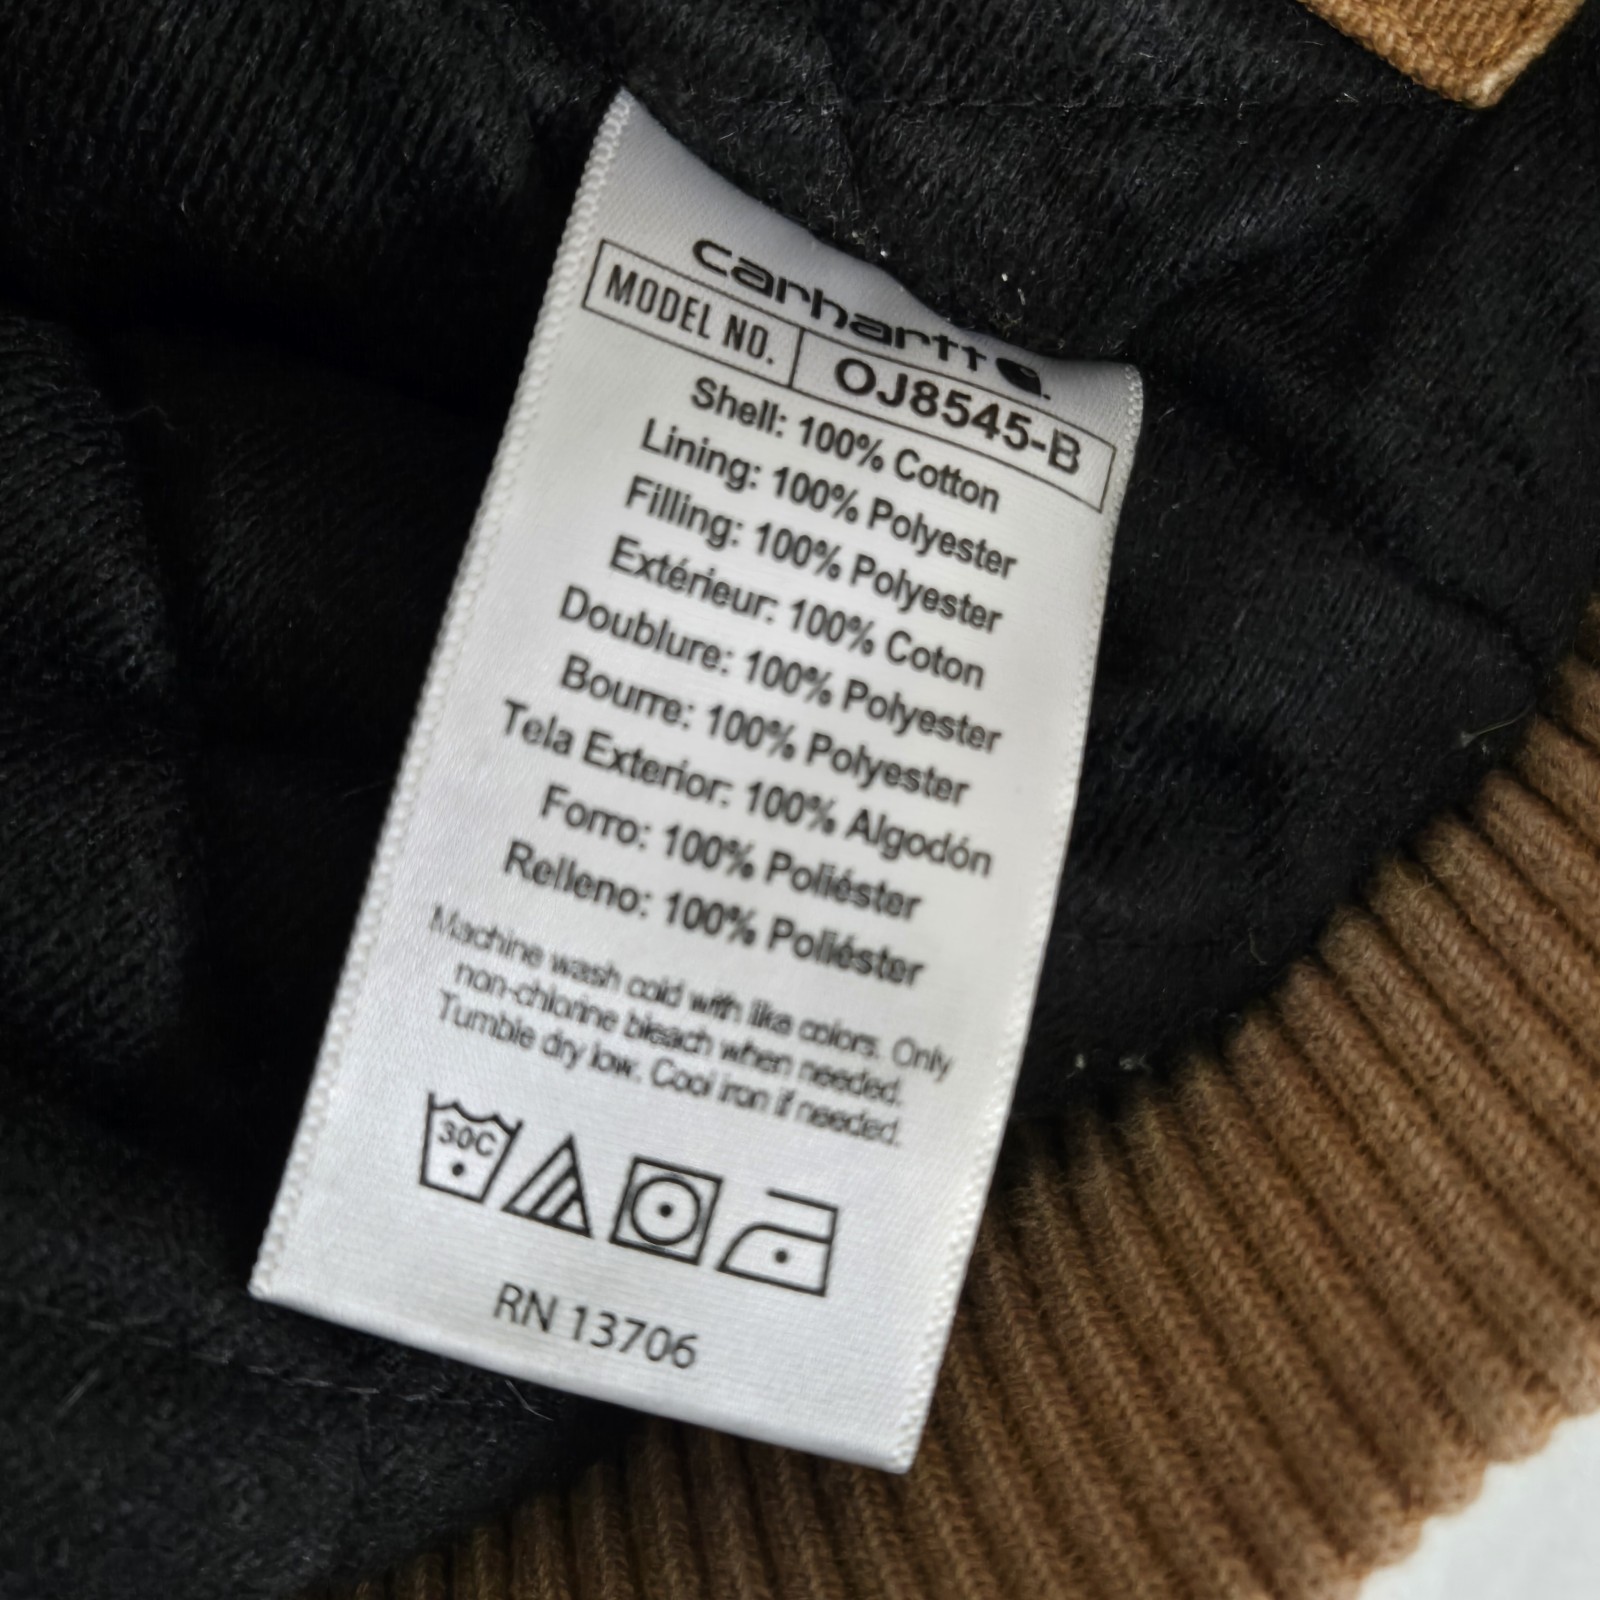 carhartt
MODEL NO. OJ8545-B
Shell: 100% Cotton
Lining: 100% Polyester
Filling: 100% Polyester
Extérieur: 100% Coton
Doublure: 100% Polyester
Bourre: 100% Polyester
Tela Exterior: 100% Algodón
Forro: 100% Poliéster
Relleno: 100% Poliéster
Machine wash cold with like colors. Only
non-chlorine bleach when needed.
Tumble dry low. Cool iron if needed.
30C
RN 13706